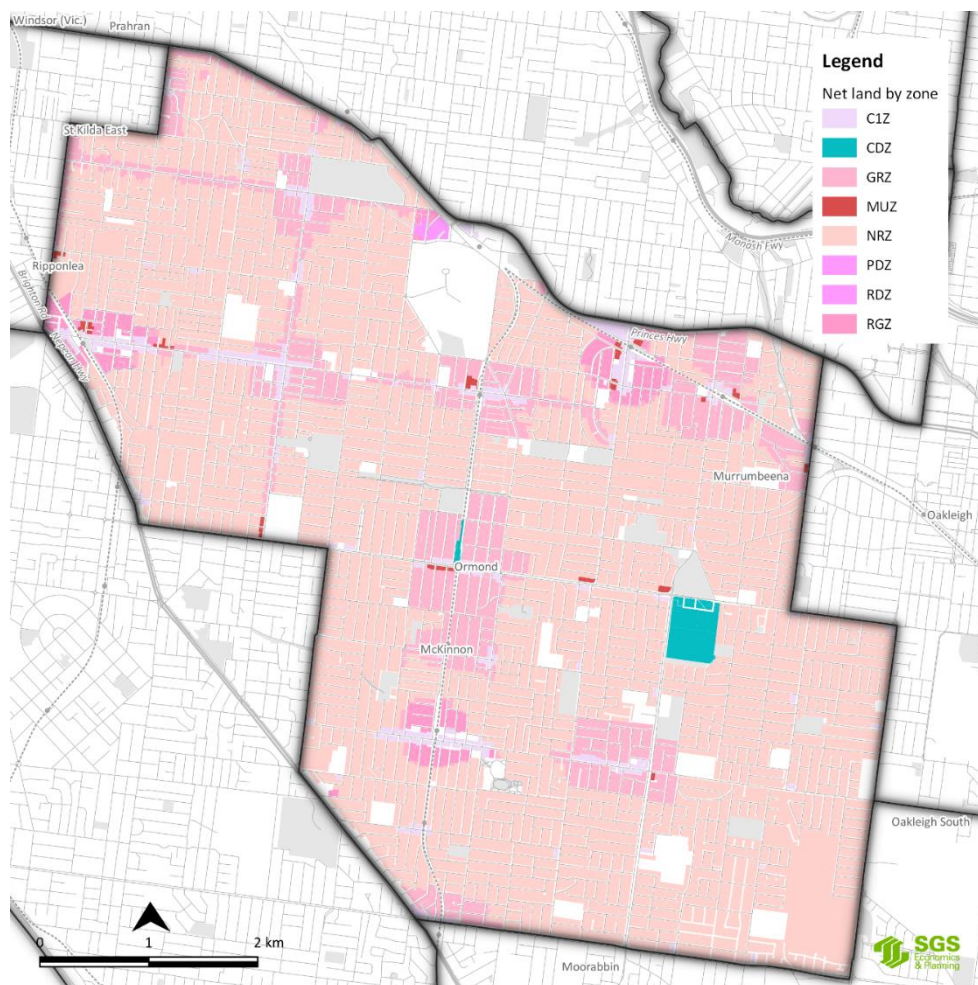 Windsor (Vic.)
Prahran
St Kilda East
Ripponlea
Brighton Rd
Nepean Hwy
Princes Hwy
Monash Fwy
Murrumbeena
Oakleigh
Ormond
McKinnon
Oakleigh South
Moorabbin
Legend
Net land by zone
C1Z
CDZ
GRZ
MUZ
NRZ
PDZ
RDZ
RGZ
0 1 2 km
SGS
Economics
& Planning